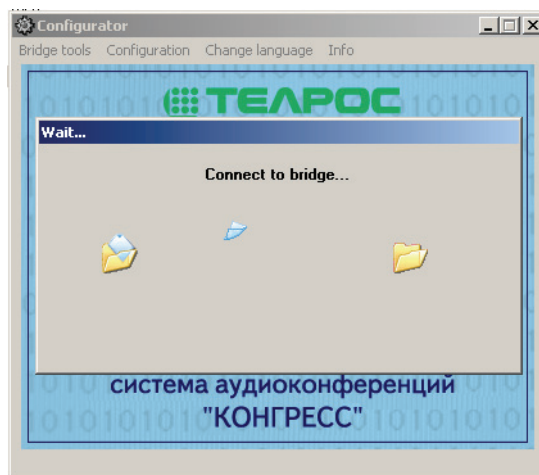 Configurator
Bridge tools Configuration Change language Info
ТЕЛРОС
Wait...
Connect to bridge...
система аудиоконференций
"КОНГРЕСС"